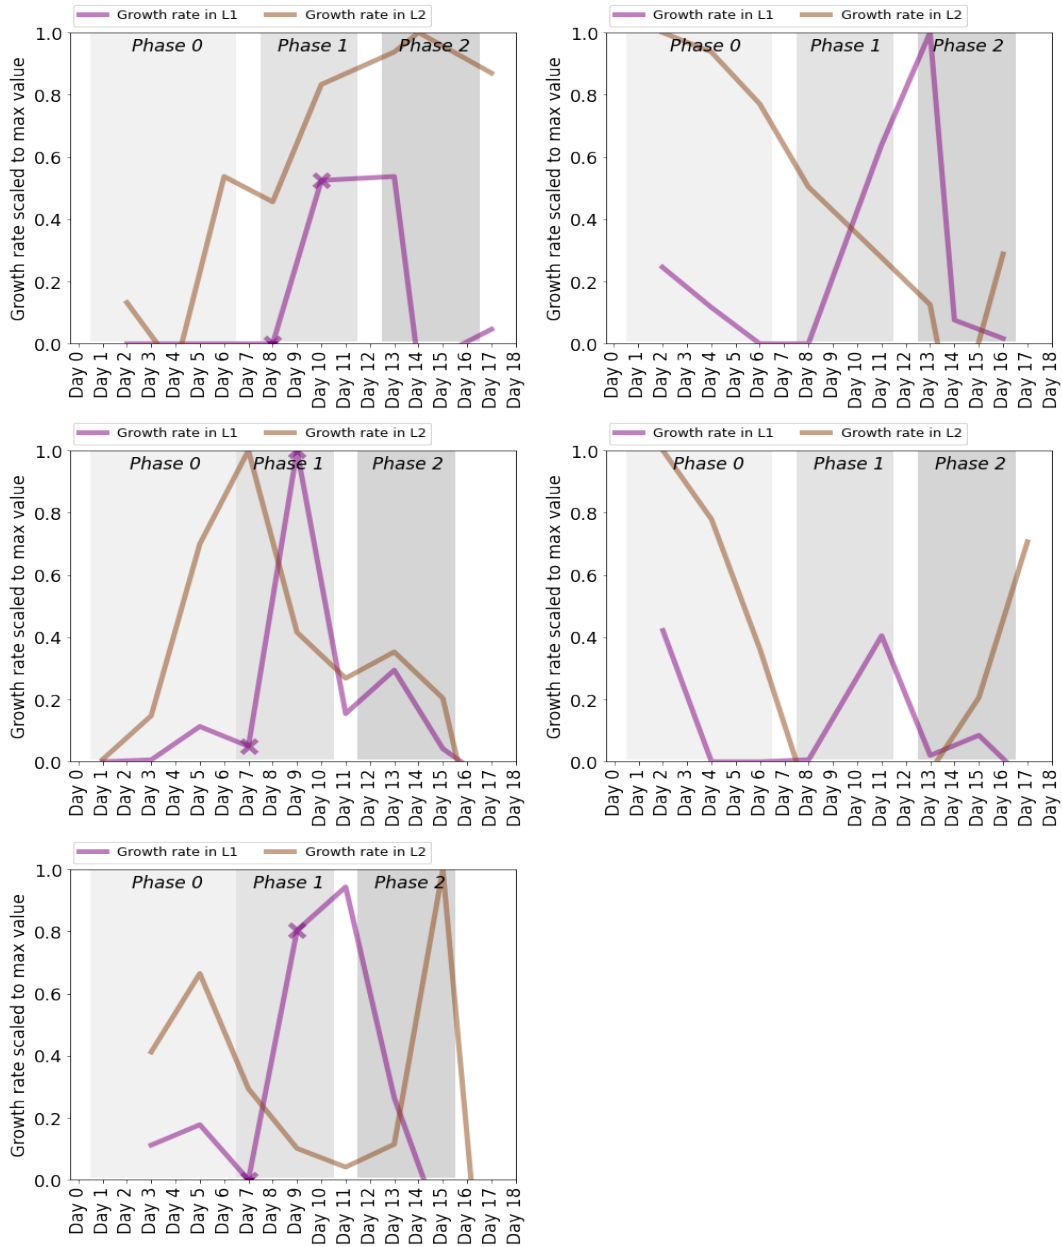 Growth rate in L1 Growth rate in L2
Phase 0 Phase 1 Phase 2
Growth rate scaled to max value
1.0
0.8
0.6
0.4
0.2
0.0
Day 0 Day 1 Day 2 Day 3 Day 4 Day 5 Day 6 Day 7 Day 8 Day 9 Day 10 Day 11 Day 12 Day 13 Day 14 Day 15 Day 16 Day 17 Day 18
Growth rate in L1 Growth rate in L2
Phase 0 Phase 1 Phase 2
Growth rate scaled to max value
1.0
0.8
0.6
0.4
0.2
0.0
Day 0 Day 1 Day 2 Day 3 Day 4 Day 5 Day 6 Day 7 Day 8 Day 9 Day 10 Day 11 Day 12 Day 13 Day 14 Day 15 Day 16 Day 17 Day 18
Growth rate in L1 Growth rate in L2
Phase 0 Phase 1 Phase 2
Growth rate scaled to max value
1.0
0.8
0.6
0.4
0.2
0.0
Day 0 Day 1 Day 2 Day 3 Day 4 Day 5 Day 6 Day 7 Day 8 Day 9 Day 10 Day 11 Day 12 Day 13 Day 14 Day 15 Day 16 Day 17 Day 18
Growth rate in L1 Growth rate in L2
Phase 0 Phase 1 Phase 2
Growth rate scaled to max value
1.0
0.8
0.6
0.4
0.2
0.0
Day 0 Day 1 Day 2 Day 3 Day 4 Day 5 Day 6 Day 7 Day 8 Day 9 Day 10 Day 11 Day 12 Day 13 Day 14 Day 15 Day 16 Day 17 Day 18
Growth rate in L1 Growth rate in L2
Phase 0 Phase 1 Phase 2
Growth rate scaled to max value
1.0
0.8
0.6
0.4
0.2
0.0
Day 0 Day 1 Day 2 Day 3 Day 4 Day 5 Day 6 Day 7 Day 8 Day 9 Day 10 Day 11 Day 12 Day 13 Day 14 Day 15 Day 16 Day 17 Day 18